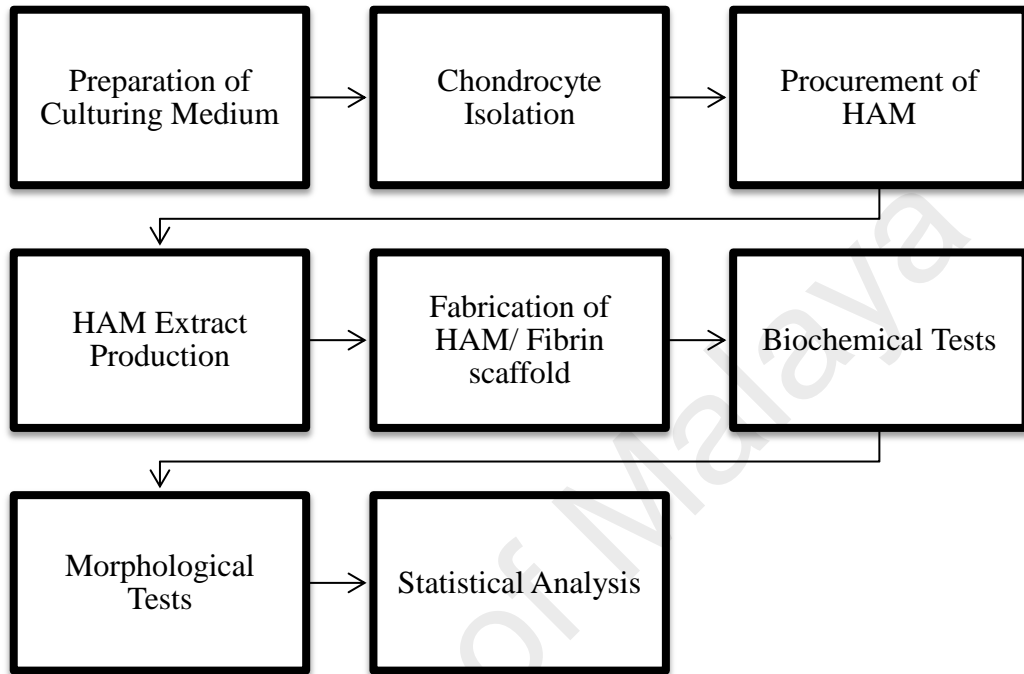 Preparation of
Culturing Medium
Chondrocyte
Isolation
Procurement of
HAM
HAM Extract
Production
Fabrication of
HAM/ Fibrin
scaffold
Biochemical Tests
Morphological
Tests
Statistical Analysis
of Malaya